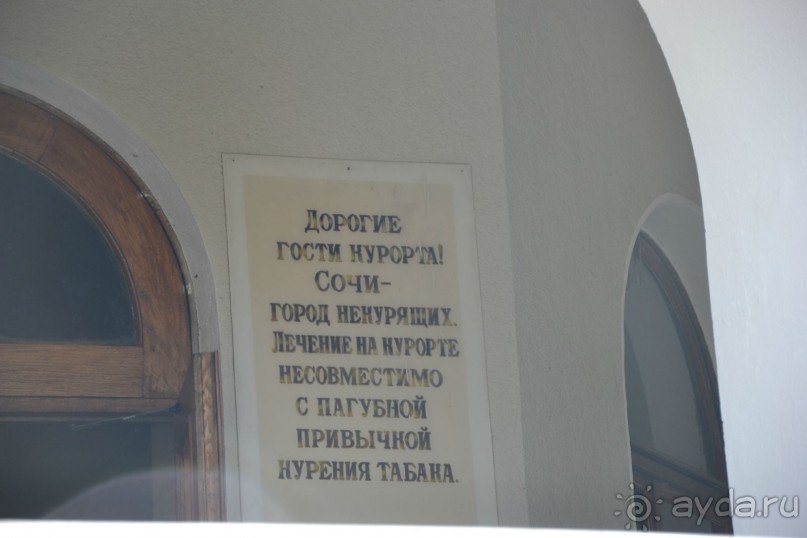 ДОРОГИЕ
ГОСТИ КУРОРТА!
СОЧИ-
ГОРОД НЕКУРЯЩИХ.
ЛЕЧЕНИЕ НА КУРОРТЕ
НЕСОВМЕСТИМО
С ПАГУБНОЙ
ПРИВЫЧКОЙ
КУРЕНИЯ ТАБАКА.
ayda.ru